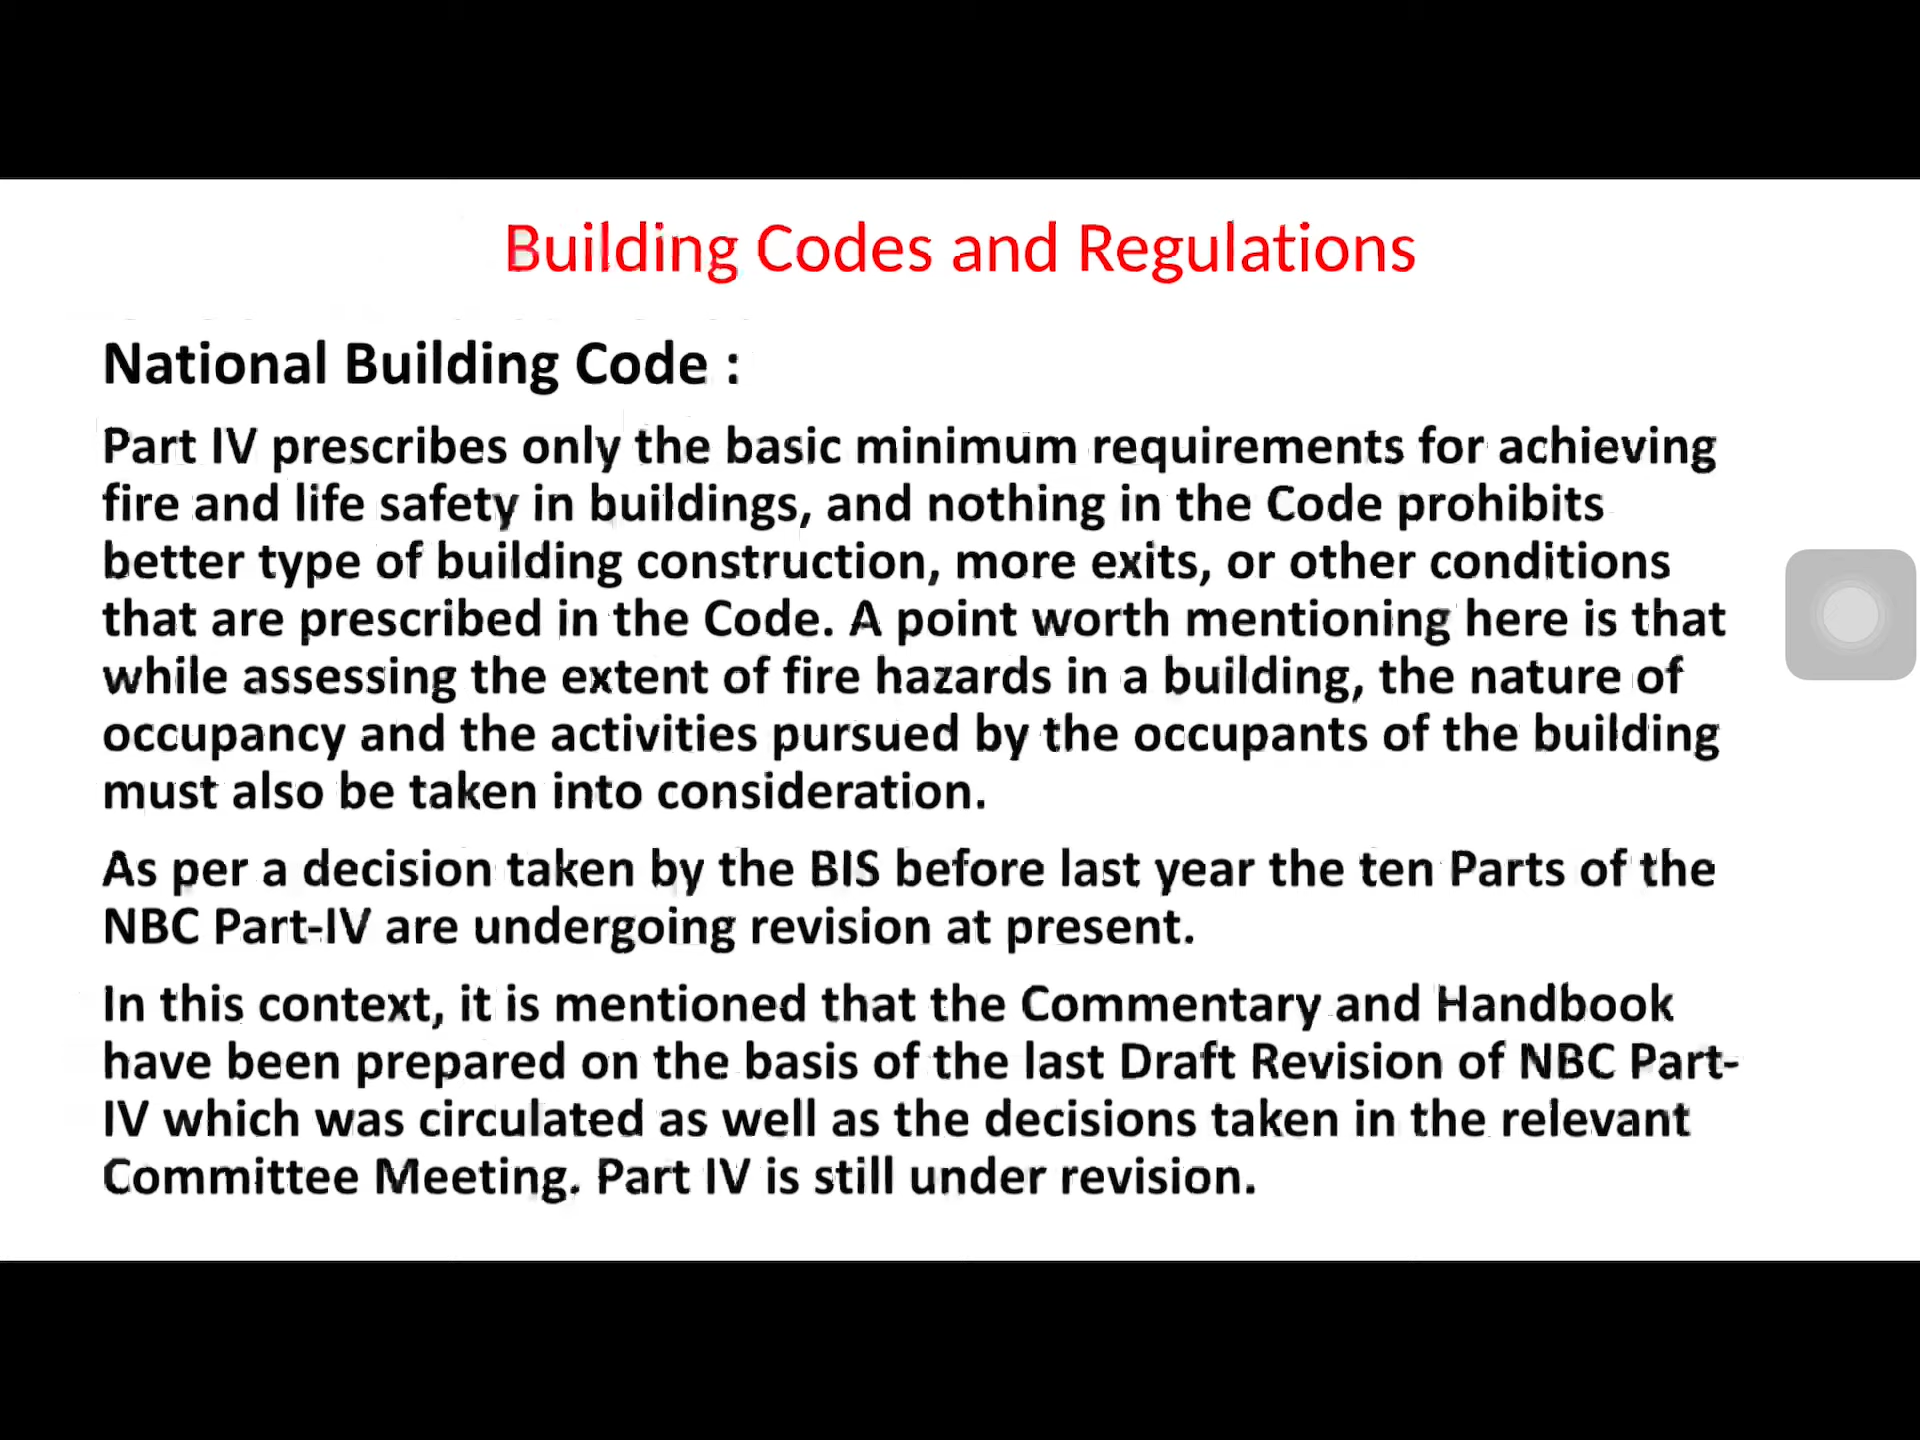 Building Codes and Regulations
National Building Code :
Part IV prescribes only the basic minimum requirements for achieving
fire and life safety in buildings, and nothing in the Code prohibits
better type of building construction, more exits, or other conditions
that are prescribed in the Code. A point worth mentioning here is that
while assessing the extent of fire hazards in a building, the nature of
occupancy and the activities pursued by the occupants of the building
must also be taken into consideration.
As per a decision taken by the BIS before last year the ten Parts of the
NBC Part-IV are undergoing revision at present.
In this context, it is mentioned that the Commentary and Handbook
have been prepared on the basis of the last Draft Revision of NBC Part-
IV which was circulated as well as the decisions taken in the relevant
Committee Meeting. Part IV is still under revision.